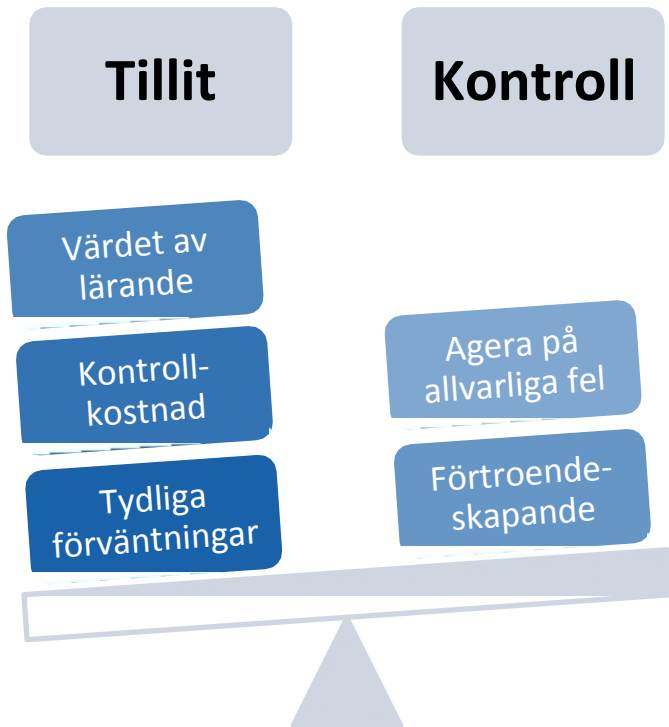 Tillit
Kontroll
Värdet av
lärande
Kontroll-
kostnad
Tydliga
förväntningar
Agera på
allvarliga fel
Förtroende-
skapande